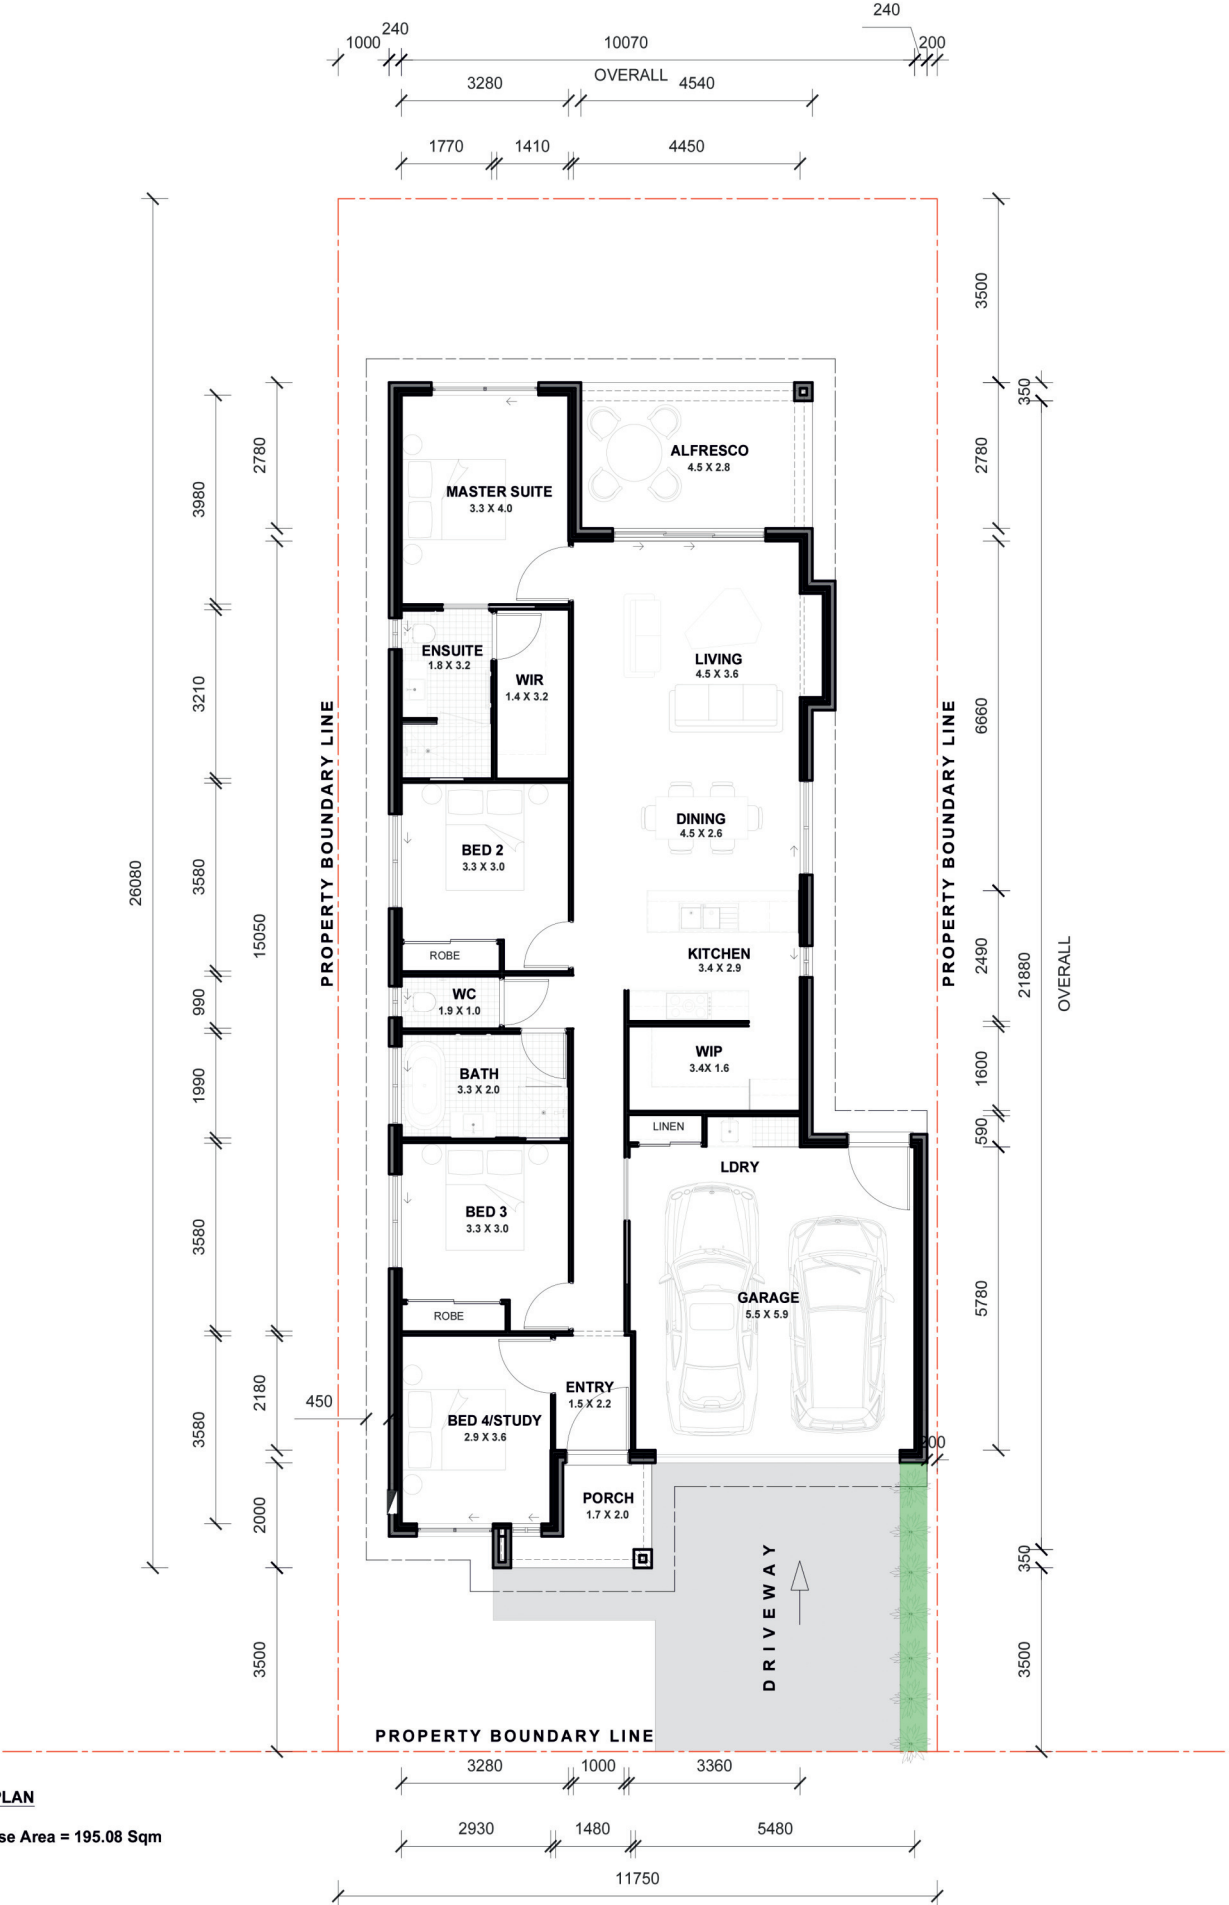 240
240
1000
10070
200
OVERALL
3280
4540
1770
1410
4450
3500
350
2780
2780
ALFRESCO
4.5 X 2.8
3980
MASTER SUITE
3.3 X 4.0
ENSUITE
1.8 X 3.2
WIR
1.4 X 3.2
LIVING
4.5 X 3.6
3210
6660
PROPERTY BOUNDARY LINE
PROPERTY BOUNDARY LINE
DINING
4.5 X 2.6
BED 2
3.3 X 3.0
26080
3580
15050
ROBE
KITCHEN
3.4 X 2.9
2490
21880
OVERALL
990
WC
1.9 X 1.0
WIP
3.4X 1.6
1600
1990
BATH
3.3 X 2.0
LINEN
590
LDRY
BED 3
3.3 X 3.0
3580
GARAGE
5.5 X 5.9
5780
ROBE
2180
450
3580
ENTRY
1.5 X 2.2
BED 4/STUDY
2.9 X 3.6
200
PORCH
1.7 X 2.0
2000
350
DRIVEWAY
3500
3500
PROPERTY BOUNDARY LINE
3280
1000
3360
PLAN
2930
1480
5480
se Area = 195.08 Sqm
11750